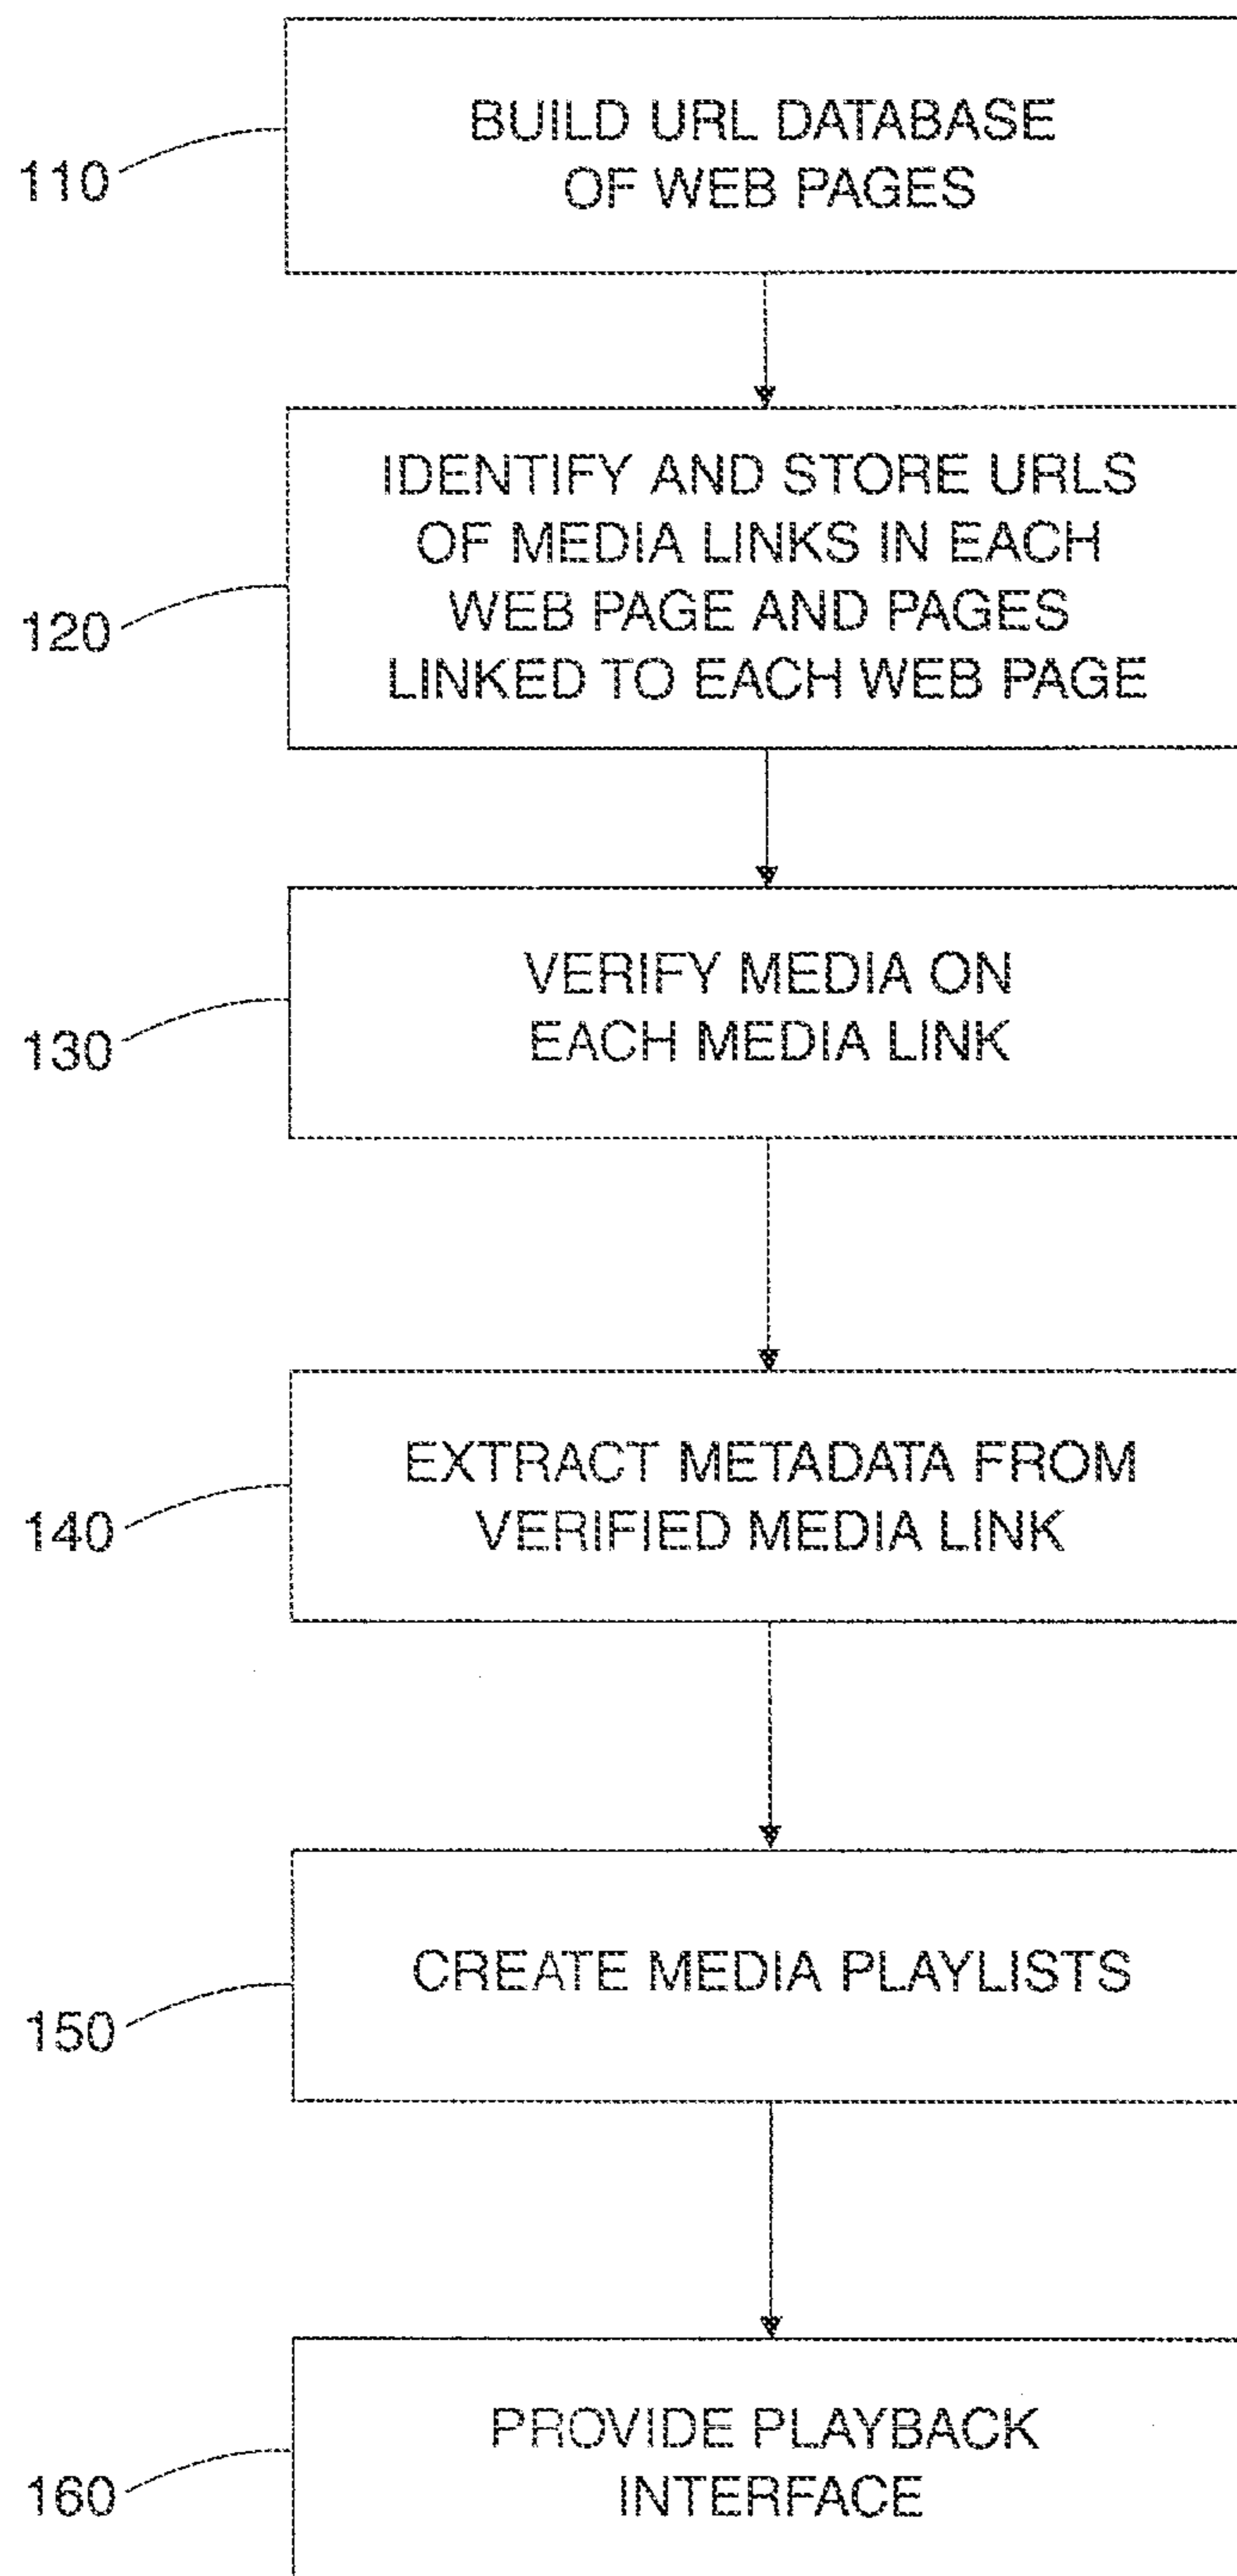 BUILD URL DATABASE
OF WEB PAGES
110
IDENTIFY AND STORE URLS
OF MEDIA LINKS IN EACH
WEB PAGE AND PAGES
LINKED TO EACH WEB PAGE
120
VERIFY MEDIA ON
EACH MEDIA LINK
130
EXTRACT METADATA FROM
VERIFIED MEDIA LINK
140
CREATE MEDIA PLAYLISTS
150
PROVIDE PLAYBACK
INTERFACE
160